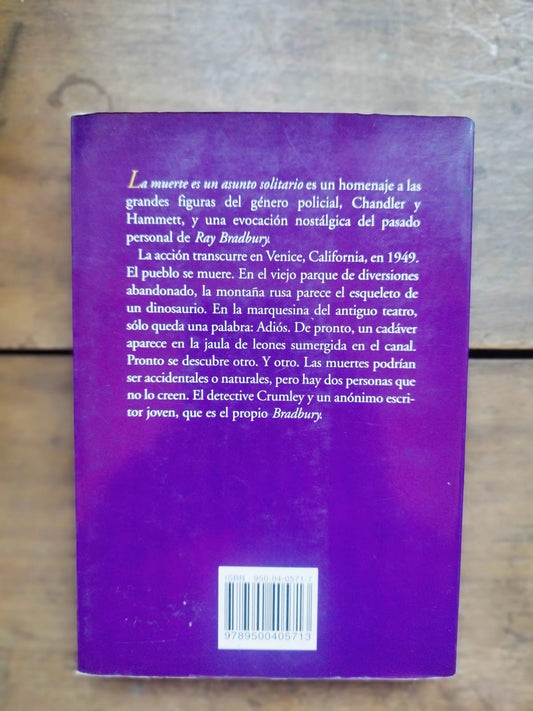 La muerte es un asunto solitario es un homenaje a las
grandes figuras del género policial, Chandler y
Hammett, y una evocación nostálgica del pasado
personal de Ray Bradbury.
La acción transcurre en Venice, California, en 1949.
El pueblo se muere. En el viejo parque de diversiones
abandonado, la montaña rusa parece el esqueleto de
un dinosaurio. En la marquesina del antiguo teatro,
sólo queda una palabra: Adiós. De pronto, un cadáver
aparece en la jaula de leones sumergida en el canal.
Pronto se descubre otro. Y otro. Las muertes podrían
ser accidentales o naturales, pero hay dos personas que
no lo creen. El detective Crumley y un anónimo escri-
tor joven, que es el propio Bradbury.
ISBN 950-04-0571-7
9789500405713